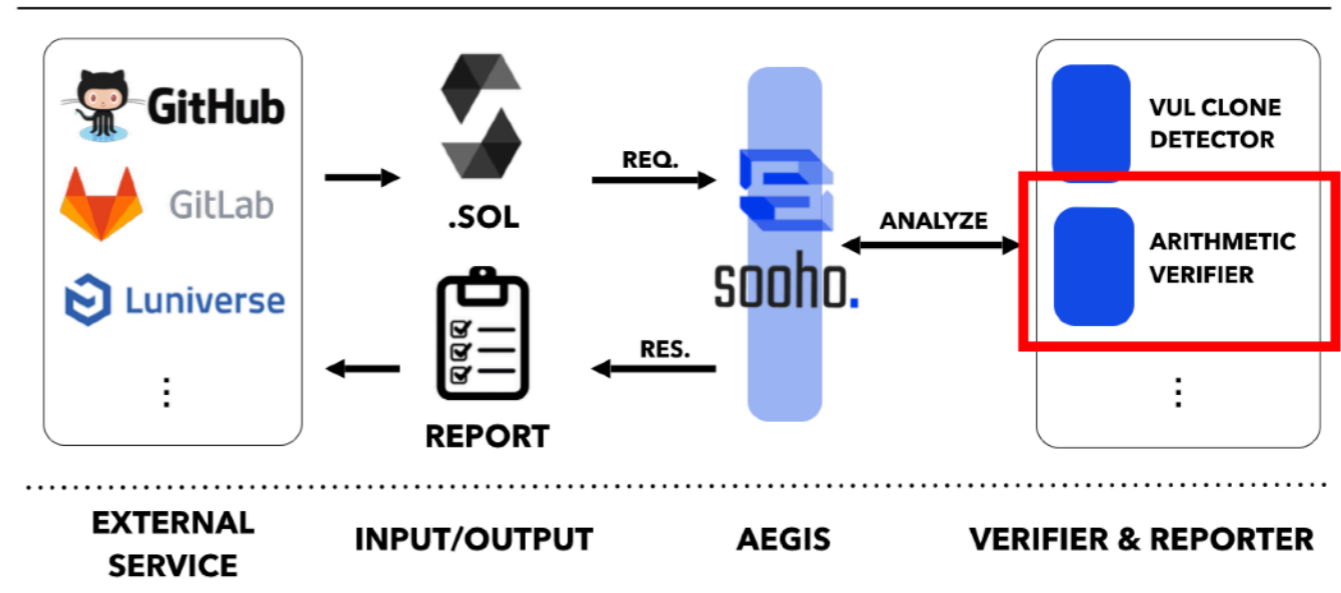 GitHub
GitLab
Luniverse
⋮
.SOL
REPORT
REQ.
RES.
sooho.
ANALYZE
VUL CLONE
DETECTOR
ARITHMETIC
VERIFIER
⋮
EXTERNAL
SERVICE
INPUT/OUTPUT
AEGIS
VERIFIER & REPORTER